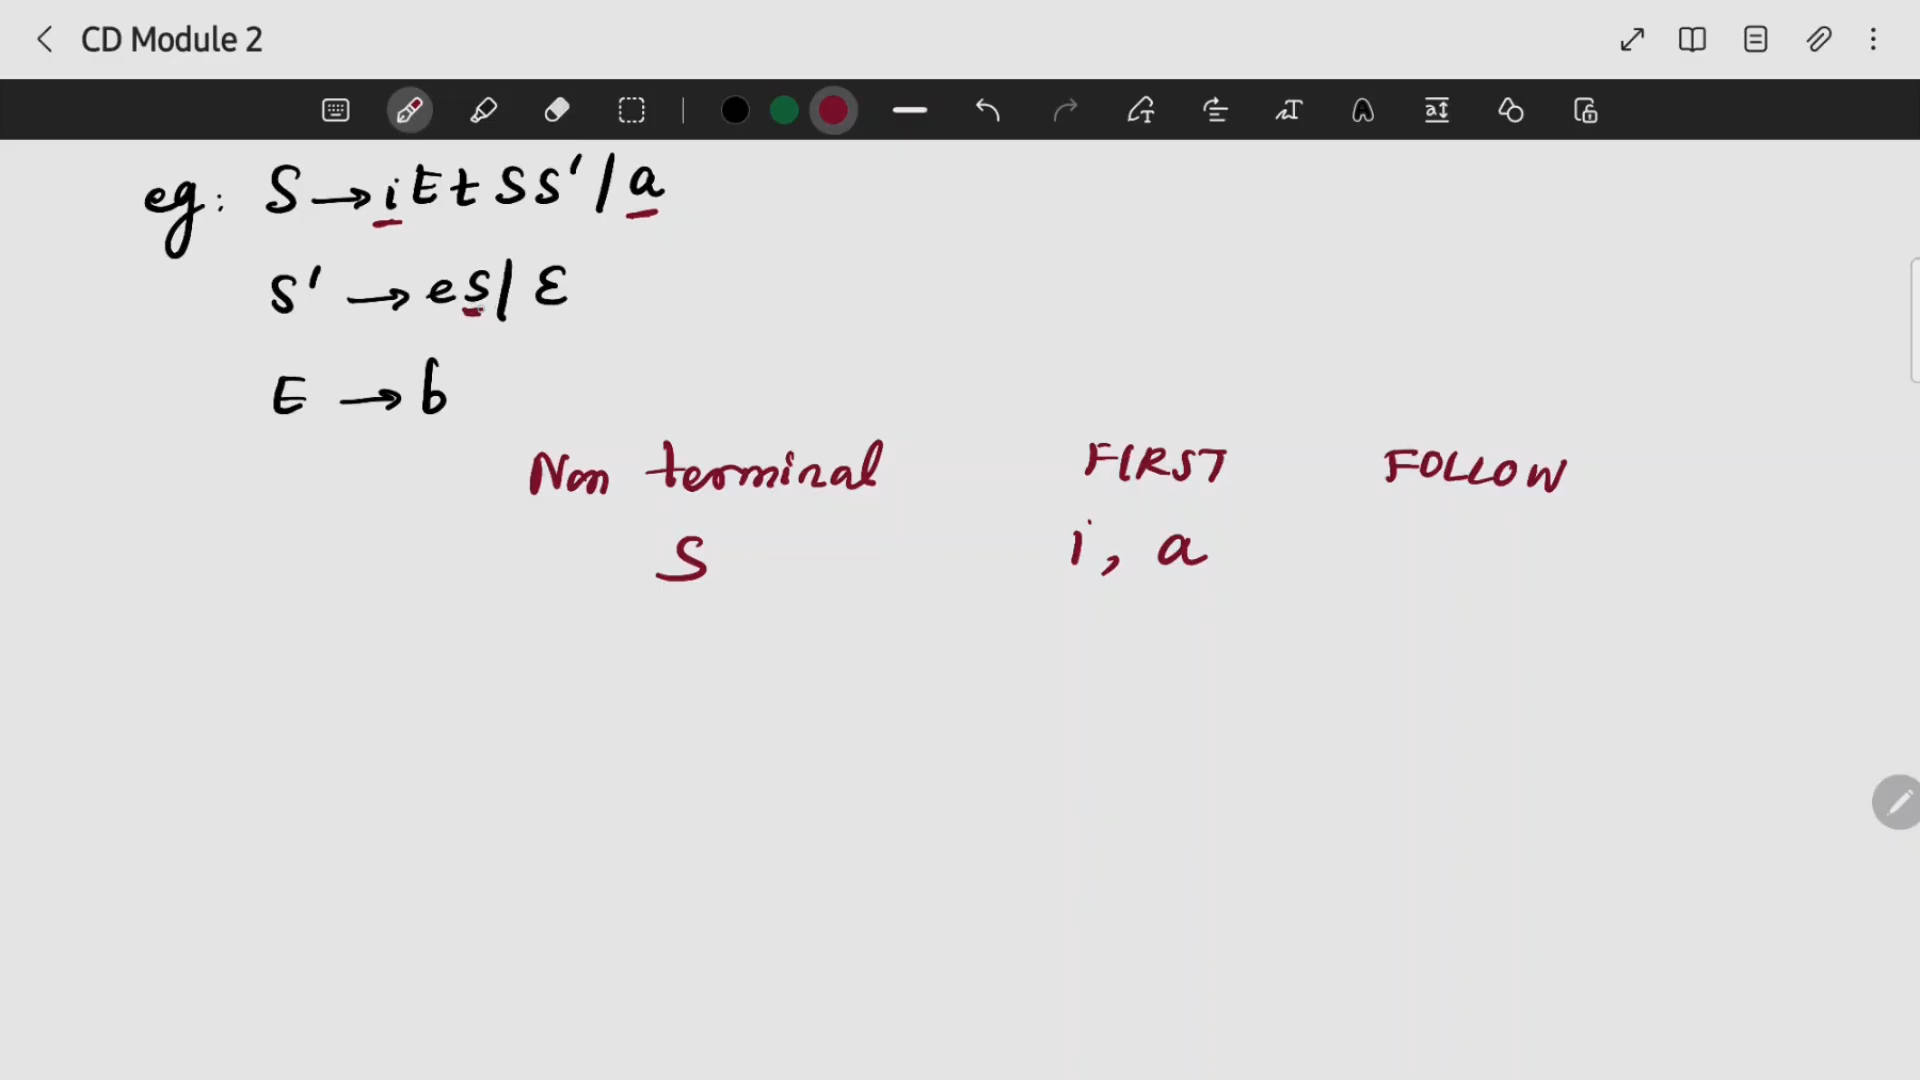 CD Module 2
eg: S → iEtSS' / a
S' → eS / ε
E → b
Non terminal FIRST FOLLOW
S i, a